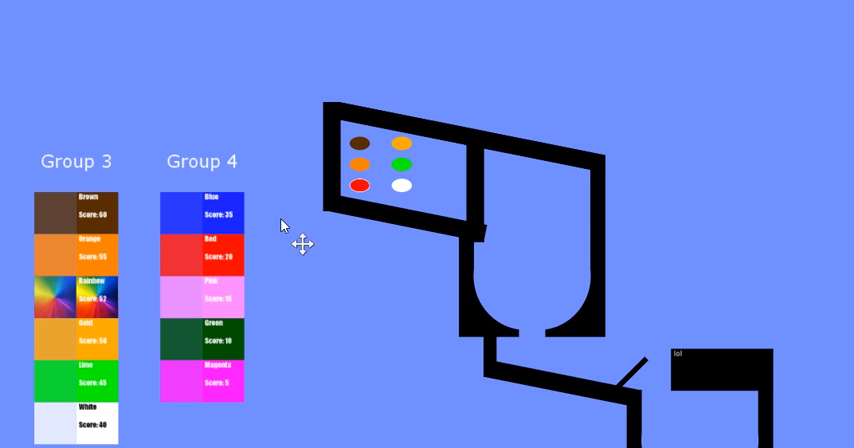 Group 3
Group 4
Brown
Score: 60
Orange
Score: 55
Rainbow
Score: 52
Gold
Score: 50
Lime
Score: 45
White
Score: 40
Blue
Score: 35
Red
Score: 20
Pink
Score: 15
Green
Score: 10
Magenta
Score: 5
lol